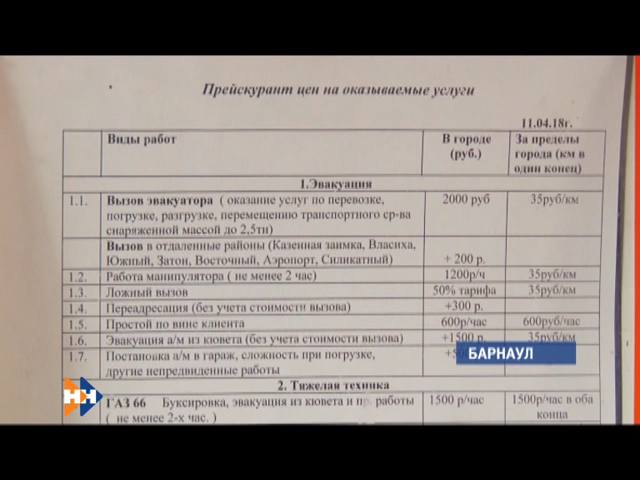 Прейскурант цен на оказываемые услуги
11.04.18г.
Виды работ
В городе (руб.)
За пределы города (км в один конец)
1.Эвакуация
1.1. Вызов эвакуатора ( оказание услуг по перевозке, 2000 руб 35руб/км
погрузке, разгрузке, перемещению транспортного ср-ва
снаряженной массой до 2,5тн)
Вызов в отдаленные районы (Казенная заимка, Власиха,
Южный, Затон, Восточный, Аэропорт, Силикатный) + 200 р.
1.2. Работа манипулятора ( не менее 2 час) 1200р/ч 35руб/км
1.3. Ложный вызов 50% тарифа 35руб/км
1.4. Переадресация (без учета стоимости вызова) +300 р.
1.5. Простой по вине клиента 600р/час 600руб/час
1.6. Эвакуация а/м из кювета (без учета стоимости вызова) +1500 р. 35руб/км
1.7. Постановка а/м в гараж, сложность при погрузке,
другие непредвиденные работы
БАРНАУЛ
2. Тяжелая техника
ГАЗ 66 Буксировка, эвакуация из кювета и пр. работы 1500 р/час 1500р/час в оба
( не менее 2-х час. ) конца
НН